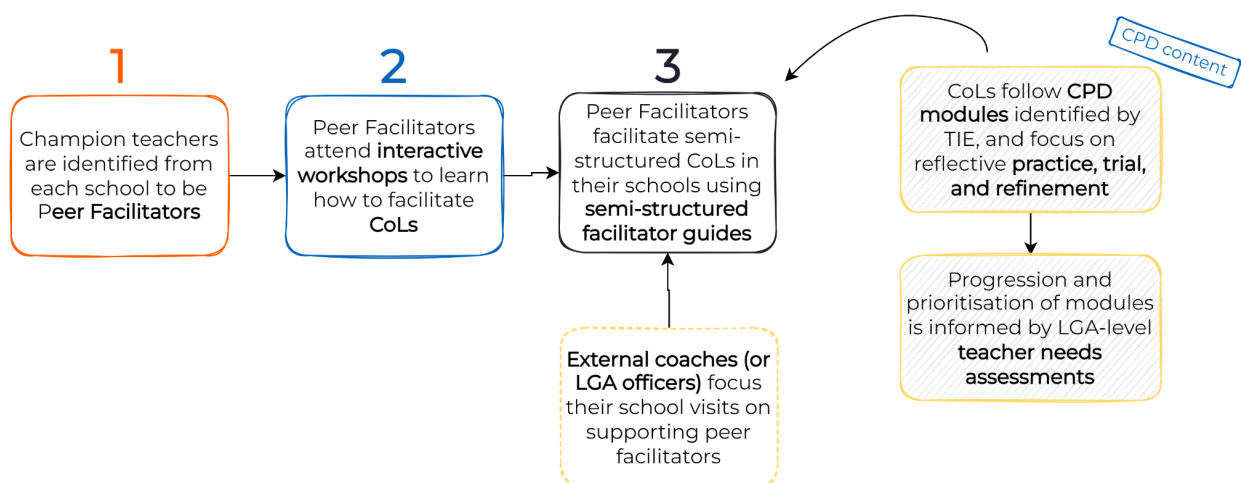 1
Champion teachers
are identified from
each school to be
Peer Facilitators
2
Peer Facilitators
attend interactive
workshops to learn
how to facilitate
CoLs
3
Peer Facilitators
facilitate semi-
structured CoLs in
their schools using
semi-structured
facilitator guides
External coaches (or
LGA officers) focus
their school visits on
supporting peer
facilitators
CPD content
CoLs follow CPD
modules identified by
TIE, and focus on
reflective practice, trial,
and refinement
Progression and
prioritisation of modules
is informed by LGA-level
teacher needs
assessments